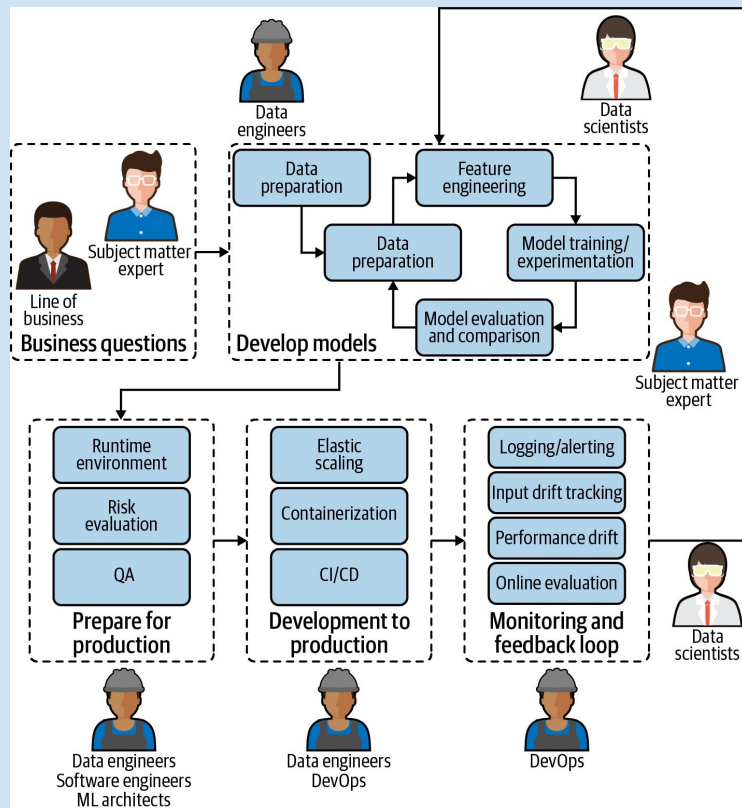 Data
engineers
Data
scientists
Subject matter
expert
Line of
business
Business questions
Data
preparation
Feature
engineering
Data
preparation
Model training/
experimentation
Model evaluation
and comparison
Develop models
Subject matter
expert
Runtime
environment
Risk
evaluation
QA
Prepare for
production
Elastic
scaling
Containerization
CI/CD
Development to
production
Logging/alerting
Input drift tracking
Performance drift
Online evaluation
Monitoring and
feedback loop
Data
scientists
Data engineers
Software engineers
ML architects
Data engineers
DevOps
DevOps